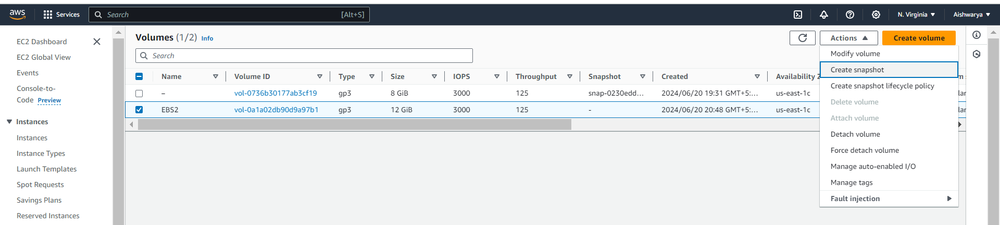 aws
Services
Search
[Alt+S]
N. Virginia
Aishwarya
EC2 Dashboard
EC2 Global View
Events
Console-to-
Code Preview
Instances
Instances
Instance Types
Launch Templates
Spot Requests
Savings Plans
Reserved Instances
Volumes (1/2) Info
Actions
Create volume
Search
Name Volume ID Type Size IOPS Throughput Snapshot Created Availability Z
– vol-0736b30177ab3cf19 gp3 8 GiB 3000 125 snap-0230edd... 2024/06/20 19:31 GMT+5:... us-east-1c
EBS2 vol-0a1a02db90d9a97b1 gp3 12 GiB 3000 125 - 2024/06/20 20:48 GMT+5:... us-east-1c
Modify volume
Create snapshot
Create snapshot lifecycle policy
Delete volume
Attach volume
Detach volume
Force detach volume
Manage auto-enabled I/O
Manage tags
Fault injection